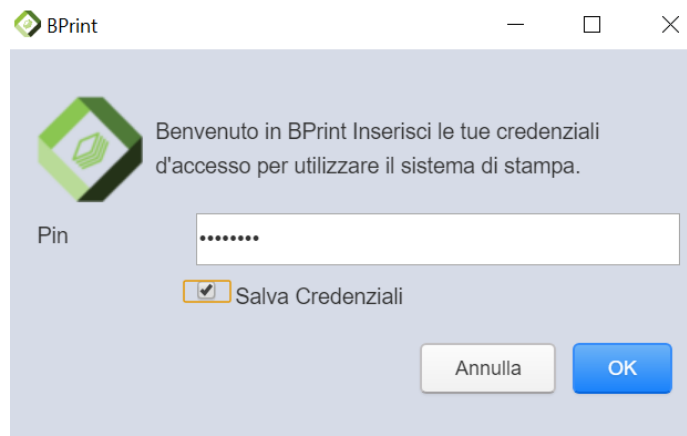 BPrint
Benvenuto in BPrint Inserisci le tue credenziali
d'accesso per utilizzare il sistema di stampa.
Pin
••••••••
Salva Credenziali
Annulla
OK